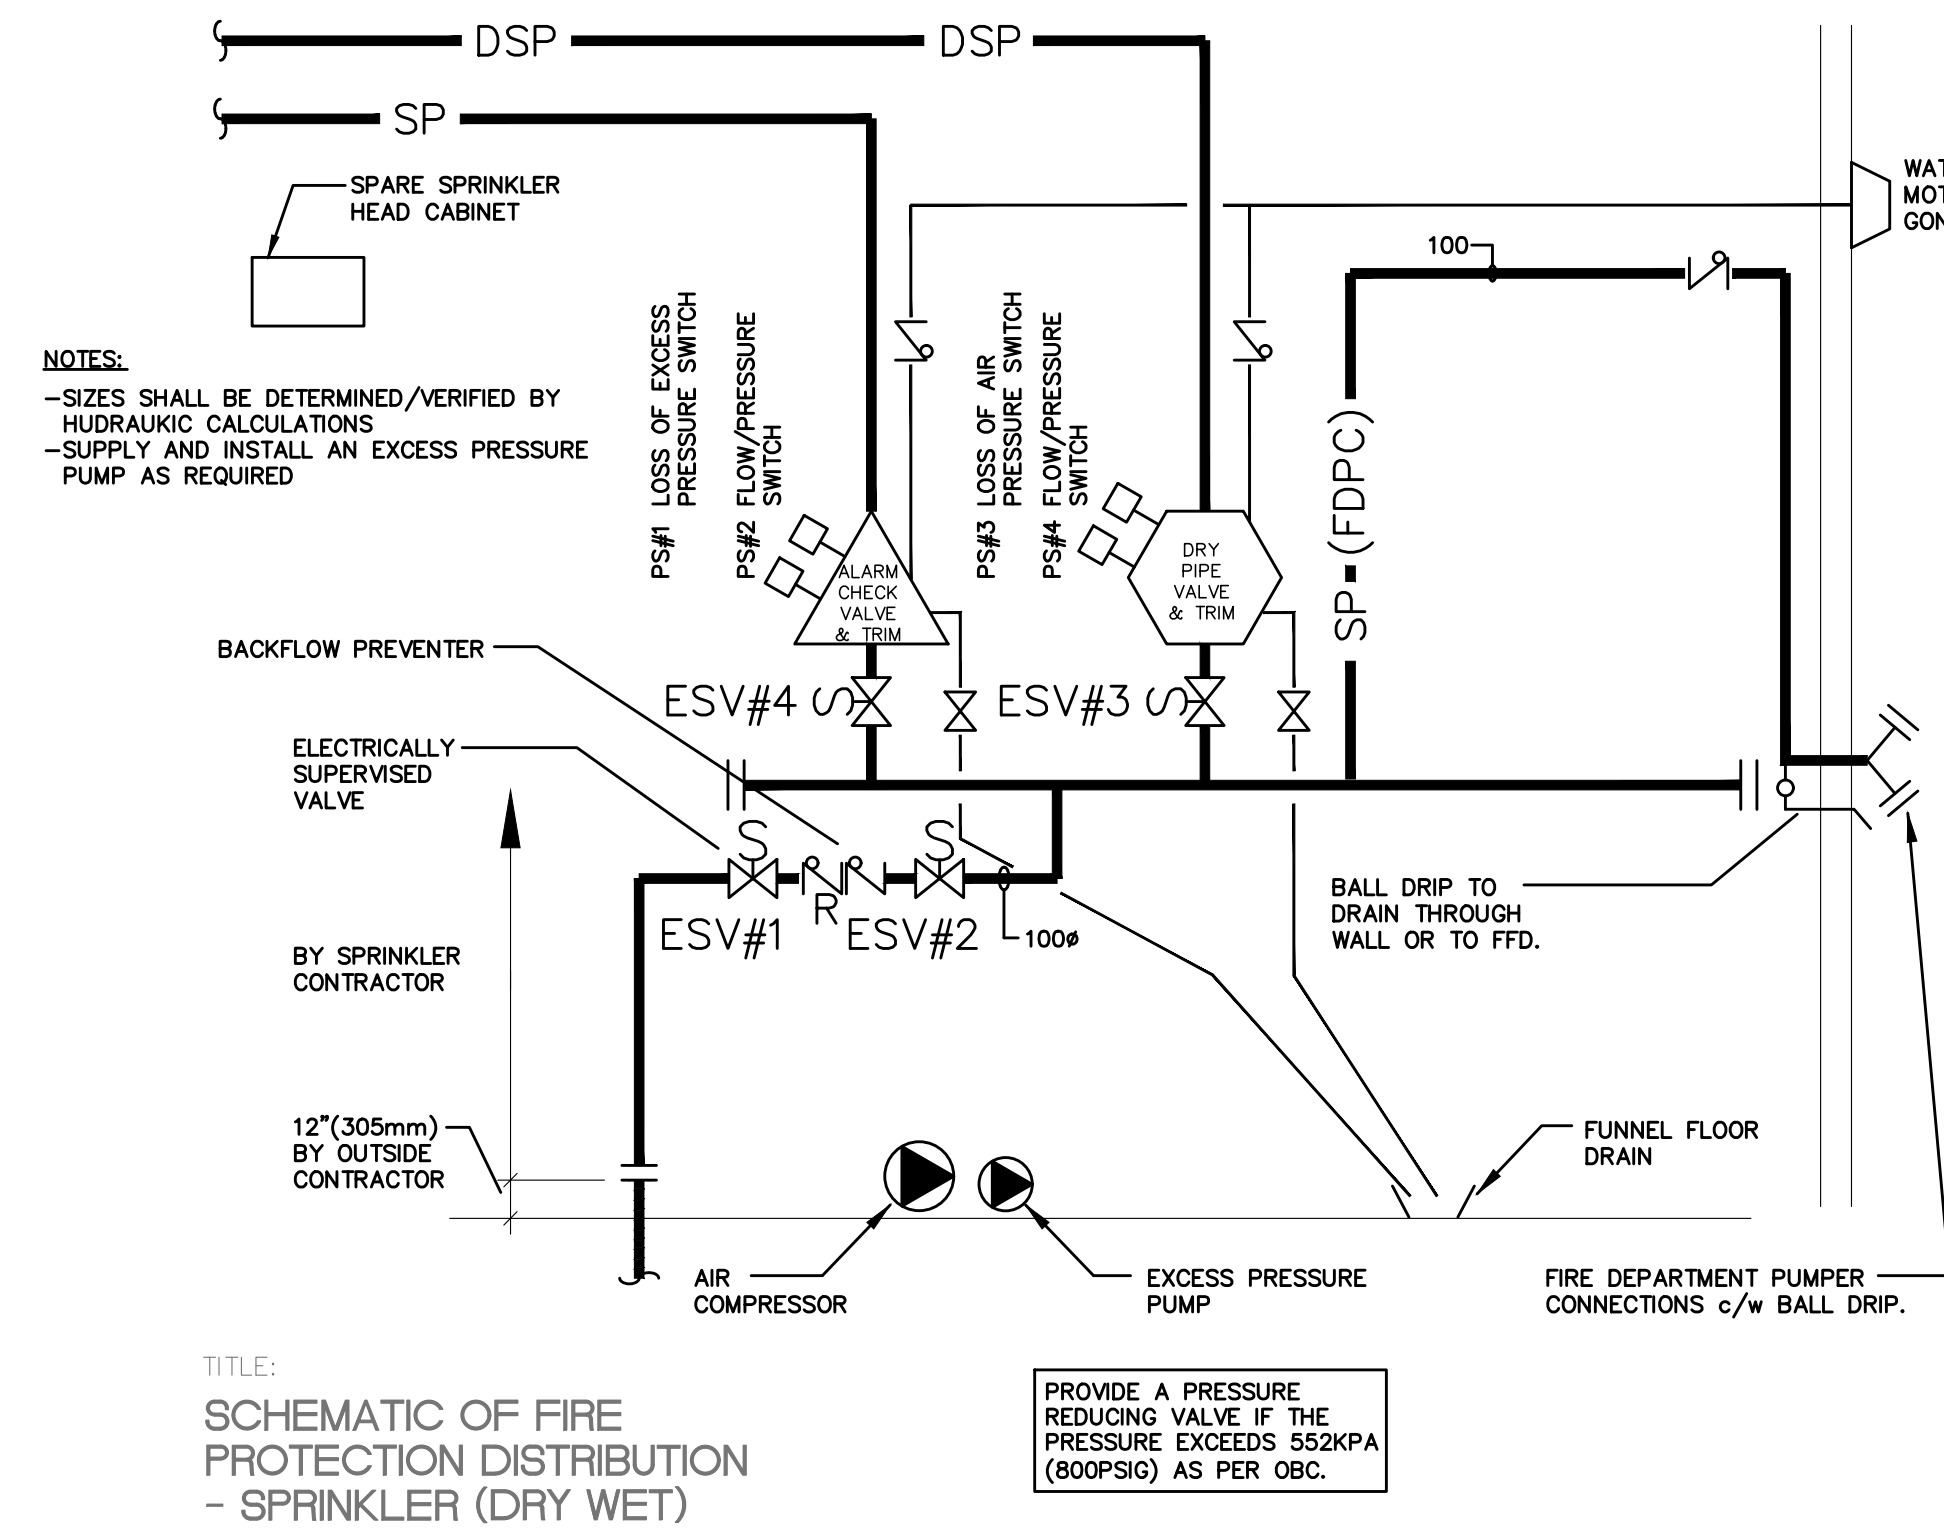 DSP DSP
SP
SPARE SPRINKLER
HEAD CABINET
NOTES:
-SIZES SHALL BE DETERMINED/VERIFIED BY
HUDRAUKIC CALCULATIONS
-SUPPLY AND INSTALL AN EXCESS PRESSURE
PUMP AS REQUIRED
PS#1 LOSS OF EXCESS
PRESSURE SWITCH
PS#2 FLOW/PRESSURE
SWITCH
PS#3 LOSS OF AIR
PRESSURE SWITCH
PS#4 FLOW/PRESSURE
SWITCH
100
SP (FDPC)
ALARM
CHECK
VALVE
& TRIM
DRY
PIPE
VALVE
& TRIM
BACKFLOW PREVENTER
ESV#4 S
ESV#3 S
ELECTRICALLY
SUPERVISED
VALVE
S S
R
ESV#1 ESV#2
100ø
BALL DRIP TO
DRAIN THROUGH
WALL OR TO FFD.
BY SPRINKLER
CONTRACTOR
12"(305mm)
BY OUTSIDE
CONTRACTOR
FUNNEL FLOOR
DRAIN
AIR
COMPRESSOR
EXCESS PRESSURE
PUMP
FIRE DEPARTMENT PUMPER
CONNECTIONS c/w BALL DRIP.
TITLE:
SCHEMATIC OF FIRE
PROTECTION DISTRIBUTION
- SPRINKLER (DRY WET)
PROVIDE A PRESSURE
REDUCING VALVE IF THE
PRESSURE EXCEEDS 552KPA
(800PSIG) AS PER OBC.